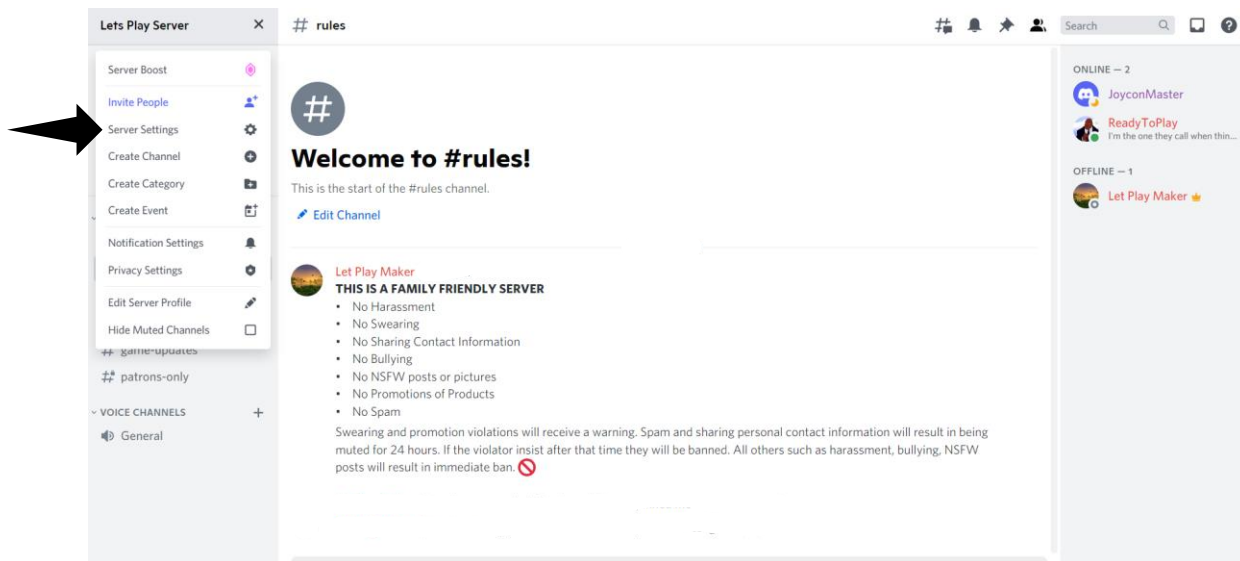 Lets Play Server
# rules
Search
Server Boost
Invite People
Server Settings
Create Channel
Create Category
Create Event
Notification Settings
Privacy Settings
Edit Server Profile
Hide Muted Channels
game-updates
patrons-only
VOICE CHANNELS
General
#
Welcome to #rules!
This is the start of the #rules channel.
Edit Channel
Let Play Maker
THIS IS A FAMILY FRIENDLY SERVER
• No Harassment
• No Swearing
• No Sharing Contact Information
• No Bullying
• No NSFW posts or pictures
• No Promotions of Products
• No Spam
Swearing and promotion violations will receive a warning. Spam and sharing personal contact information will result in being
muted for 24 hours. If the violator insist after that time they will be banned. All others such as harassment, bullying, NSFW
posts will result in immediate ban.
ONLINE — 2
JoyconMaster
ReadyToPlay
I'm the one they call when thin...
OFFLINE — 1
Let Play Maker